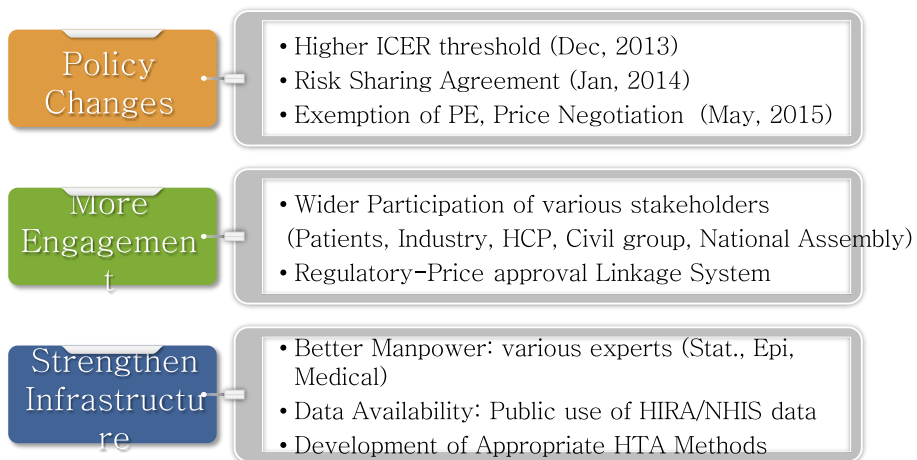 Policy
Changes
• Higher ICER threshold (Dec, 2013)
• Risk Sharing Agreement (Jan, 2014)
• Exemption of PE, Price Negotiation (May, 2015)
More
Engagemen
t
• Wider Participation of various stakeholders
(Patients, Industry, HCP, Civil group, National Assembly)
• Regulatory-Price approval Linkage System
Strengthen
Infrastructu
re
• Better Manpower: various experts (Stat., Epi,
Medical)
• Data Availability: Public use of HIRA/NHIS data
• Development of Appropriate HTA Methods